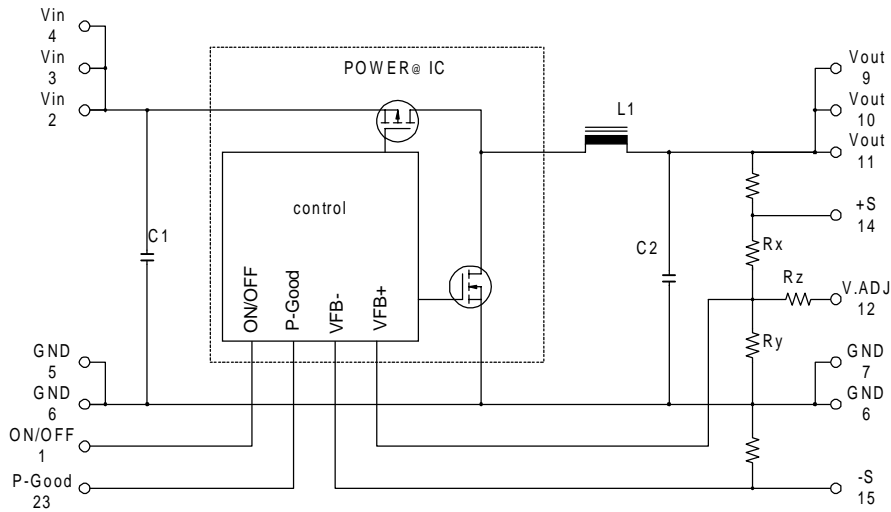 Vin
4
Vin
3
Vin
2
POWER@ IC
control
ON/OFF
P-Good
VFB-
VFB+
C1
L1
C2
Rx
Rz
Ry
Vout
9
Vout
10
Vout
11
+S
14
V.ADJ
12
GND
7
GND
6
-S
15
GND
5
GND
6
ON/OFF
1
P-Good
23